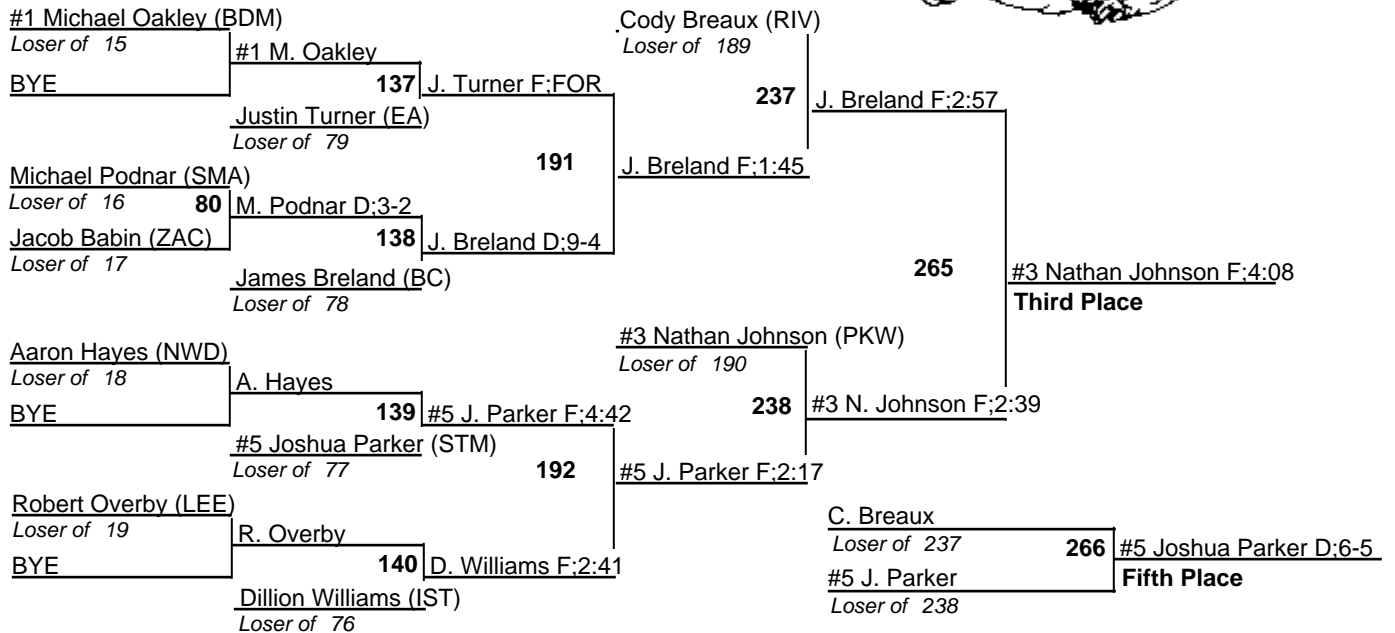 #1 Michael Oakley (BDM)
Loser of 15
#1 M. Oakley
BYE
137
J. Turner F;FOR
Justin Turner (EA)
Loser of 79
191
Michael Podnar (SMA)
Loser of 16
80
M. Podnar D;3-2
Jacob Babin (ZAC)
Loser of 17
138
J. Breland D;9-4
James Breland (BC)
Loser of 78
Cody Breaux (RIV)
Loser of 189
237
J. Breland F;2:57
J. Breland F;1:45
265
#3 Nathan Johnson F;4:08
Third Place
Aaron Hayes (NWD)
Loser of 18
A. Hayes
BYE
139
#5 J. Parker F;4:42
#5 Joshua Parker (STM)
Loser of 77
192
Robert Overby (LEE)
Loser of 19
R. Overby
BYE
140
D. Williams F;2:41
Dillion Williams (IST)
Loser of 76
#3 Nathan Johnson (PKW)
Loser of 190
238
#3 N. Johnson F;2:39
#5 J. Parker F;2:17
C. Breaux
Loser of 237
266
#5 Joshua Parker D;6-5
#5 J. Parker
Fifth Place
Loser of 238